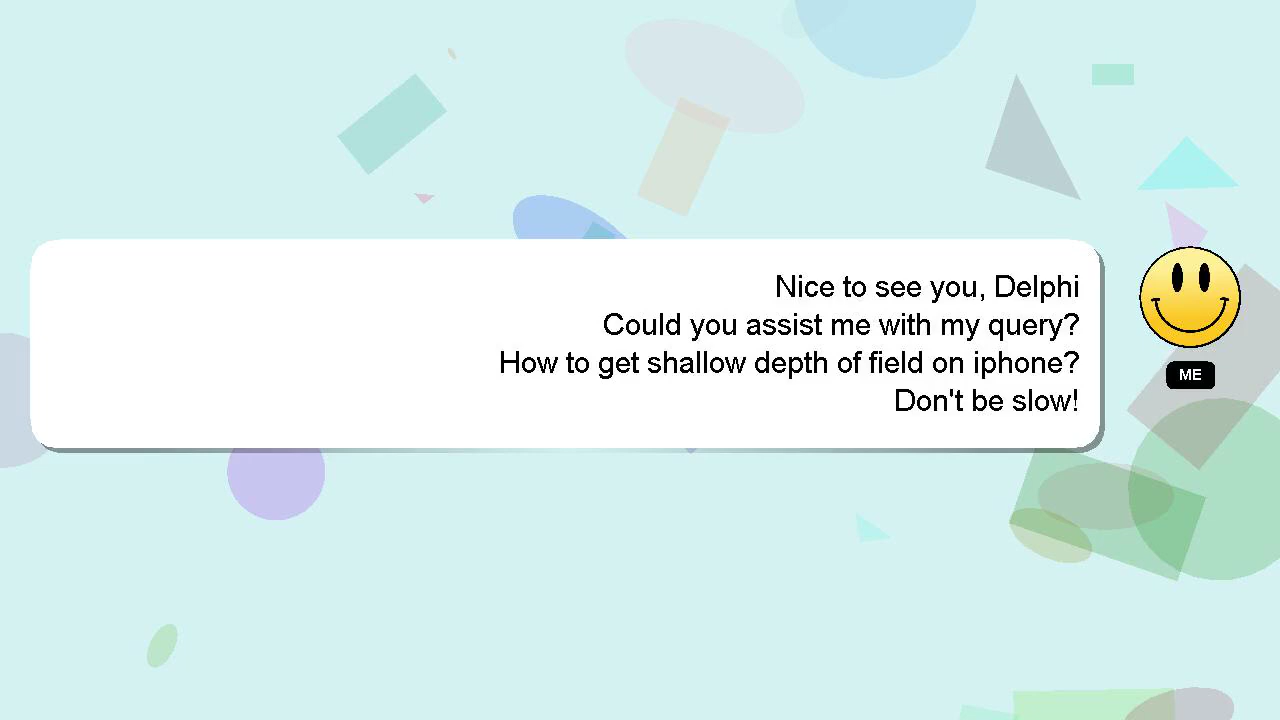 Nice to see you, Delphi
Could you assist me with my query?
How to get shallow depth of field on iphone?
Don't be slow!
ME